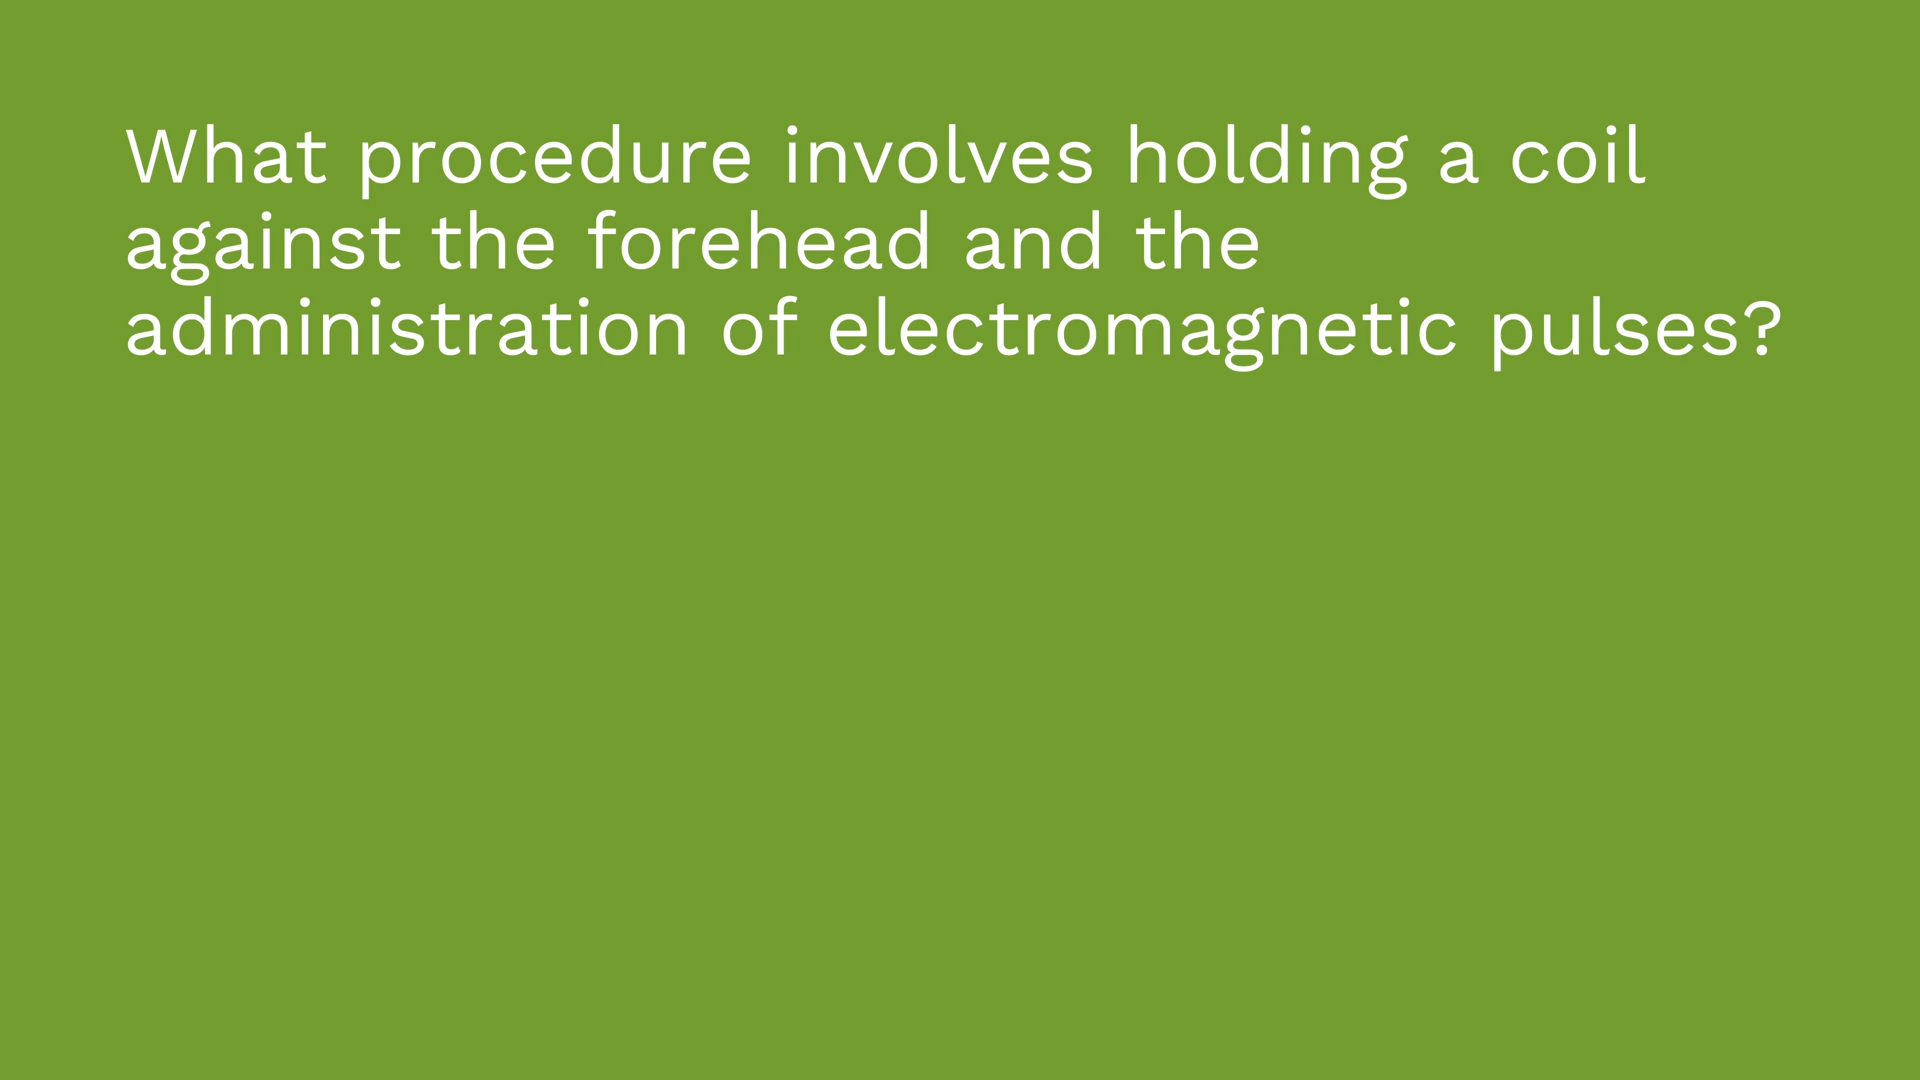 What procedure involves holding a coil
against the forehead and the
administration of electromagnetic pulses?